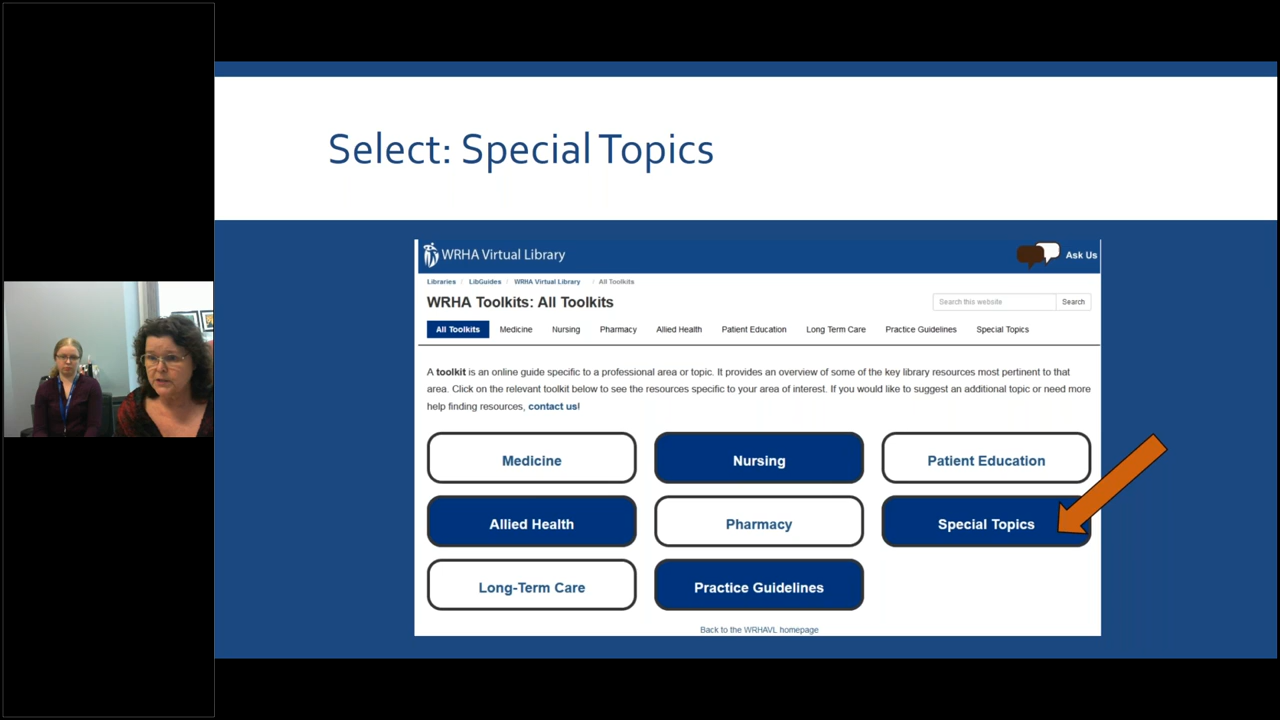 Select: Special Topics
WRHA Virtual Library
Ask Us
Libraries / LibGuides / WRHA Virtual Library / All Toolkits
WRHA Toolkits: All Toolkits
Search this website
Search
All Toolkits Medicine Nursing Pharmacy Allied Health Patient Education Long Term Care Practice Guidelines Special Topics
A toolkit is an online guide specific to a professional area or topic. It provides an overview of some of the key library resources most pertinent to that
area. Click on the relevant toolkit below to see the resources specific to your area of interest. If you would like to suggest an additional topic or need more
help finding resources, contact us!
Medicine
Nursing
Patient Education
Allied Health
Pharmacy
Special Topics
Long-Term Care
Practice Guidelines
Back to the WRHAVL homepage